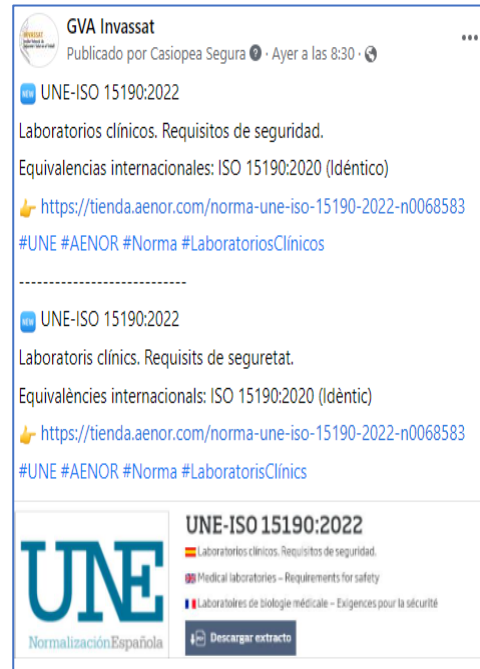 GVA Invassat
Publicado por Casiopea Segura · Ayer a las 8:30 ·
NEW UNE-ISO 15190:2022
Laboratorios clínicos. Requisitos de seguridad.
Equivalencias internacionales: ISO 15190:2020 (Idéntico)
👉 https://tienda.aenor.com/norma-une-iso-15190-2022-n0068583
#UNE #AENOR #Norma #LaboratoriosClínicos
----------------------------
NEW UNE-ISO 15190:2022
Laboratoris clínics. Requisits de seguretat.
Equivalències internacionals: ISO 15190:2020 (Idèntic)
👉 https://tienda.aenor.com/norma-une-iso-15190-2022-n0068583
#UNE #AENOR #Norma #LaboratorisClínics
UNE
NormalizaciónEspañola
UNE-ISO 15190:2022
Laboratorios clínicos. Requisitos de seguridad.
Medical laboratories – Requirements for safety
Laboratoires de biologie médicale – Exigences pour la sécurité
Descargar extracto